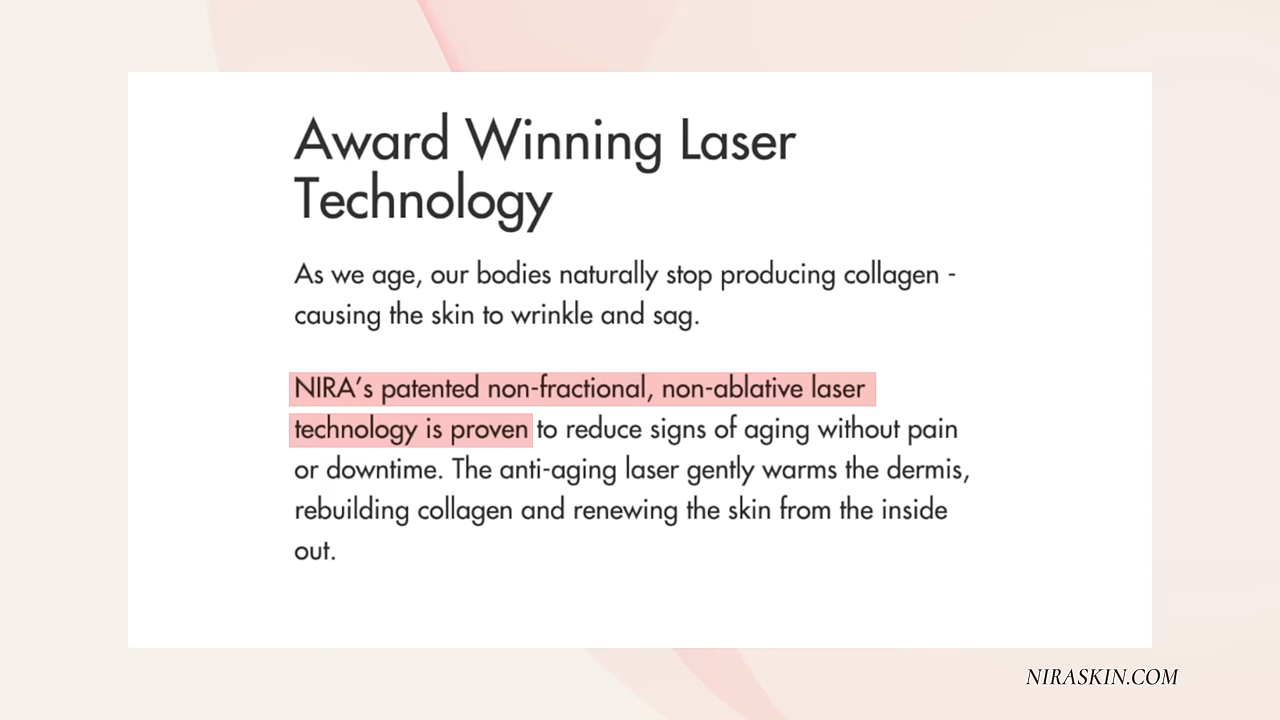 Award Winning Laser
Technology
As we age, our bodies naturally stop producing collagen -
causing the skin to wrinkle and sag.
NIRA’s patented non-fractional, non-ablative laser
technology is proven to reduce signs of aging without pain
or downtime. The anti-aging laser gently warms the dermis,
rebuilding collagen and renewing the skin from the inside
out.
NIRASKIN.COM